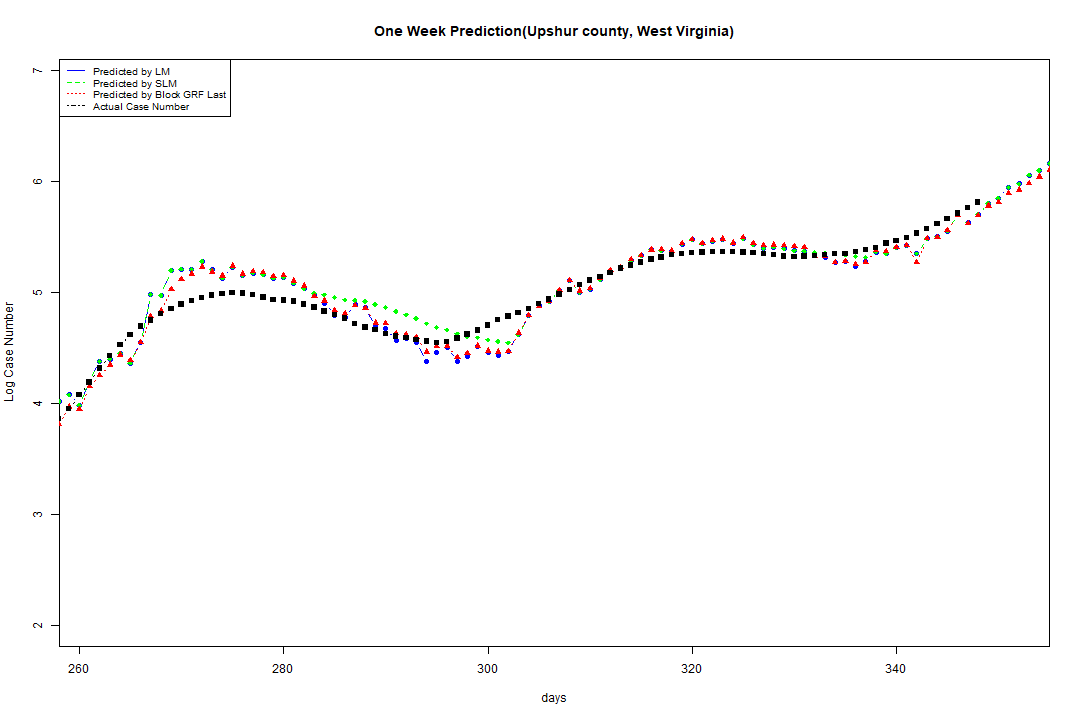 One Week Prediction(Upshur county, West Virginia)
Predicted by LM
Predicted by SLM
Predicted by Block GRF Last
Actual Case Number
7
6
5
4
3
2
Log Case Number
260 280 300 320 340
days